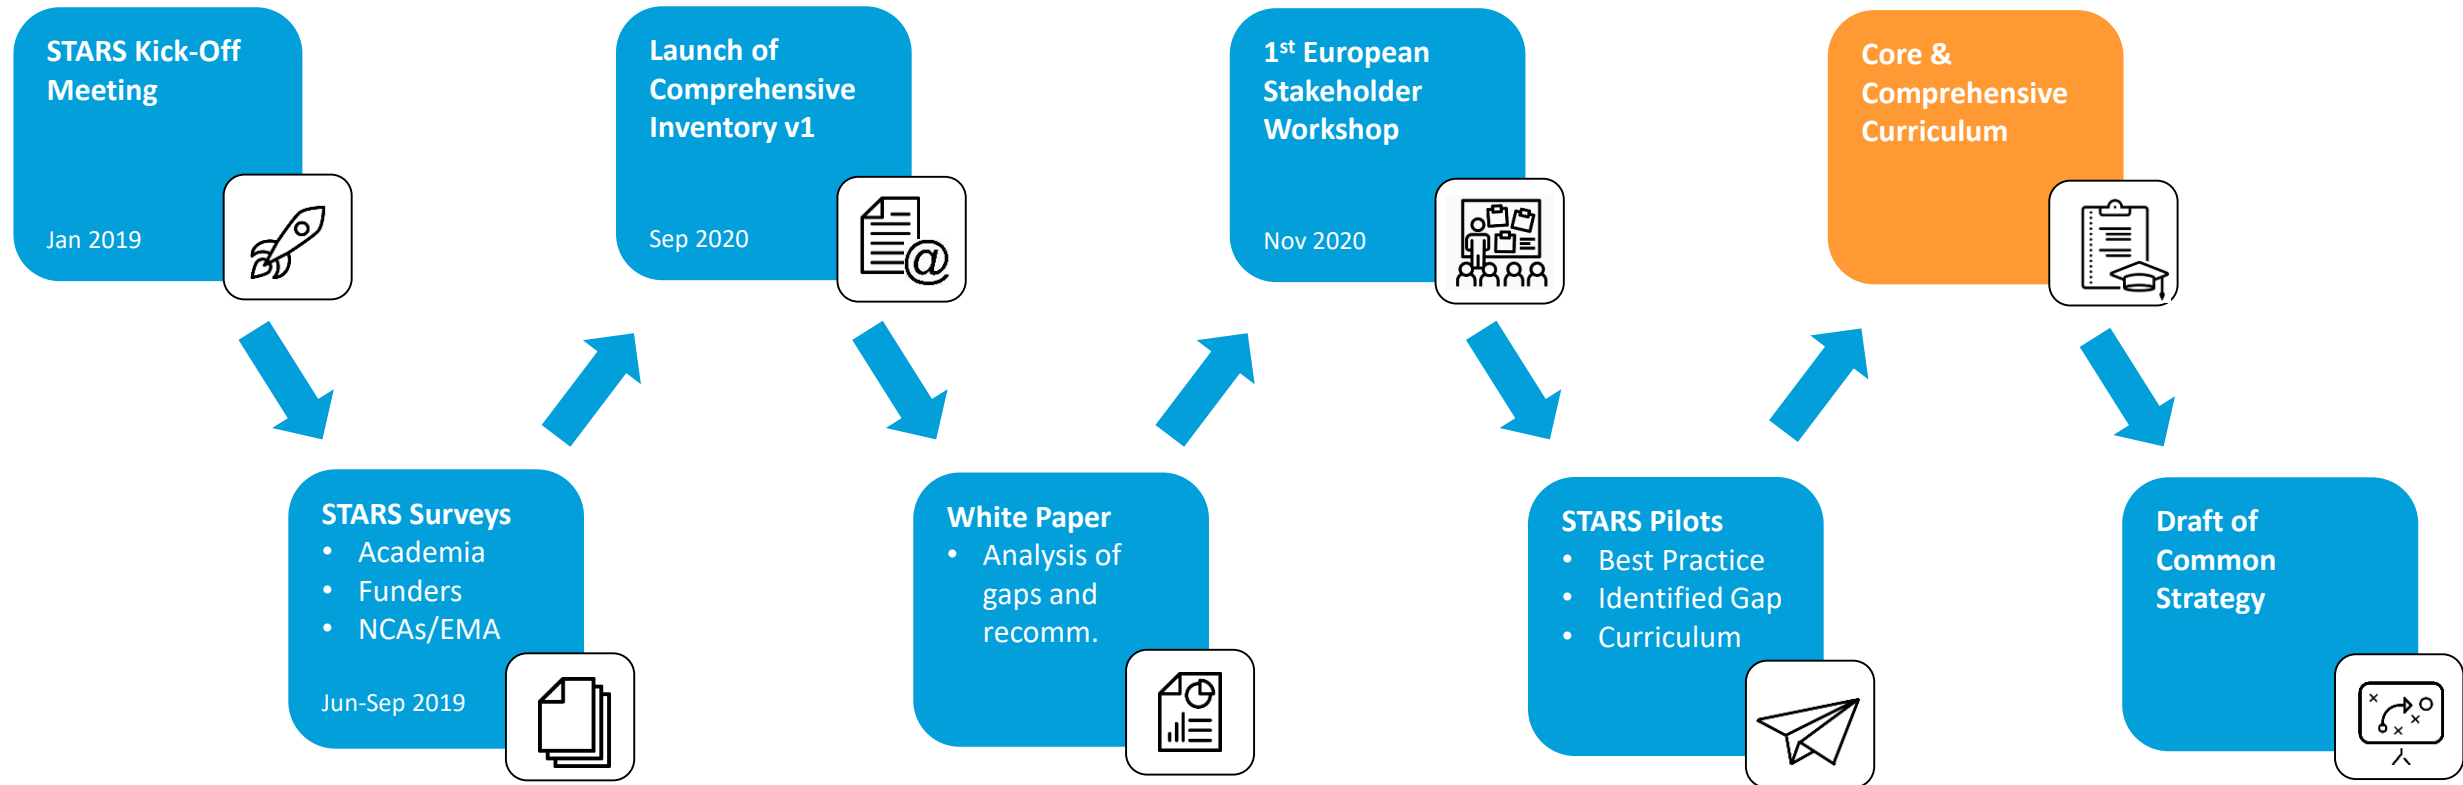 STARS Kick-Off
Meeting
Jan 2019
STARS Surveys
• Academia
• Funders
• NCAs/EMA
Jun-Sep 2019
Launch of
Comprehensive
Inventory v1
Sep 2020
@
White Paper
• Analysis of
gaps and
recomm.
1st European
Stakeholder
Workshop
Nov 2020
STARS Pilots
• Best Practice
• Identified Gap
• Curriculum
Core &
Comprehensive
Curriculum
Draft of
Common
Strategy